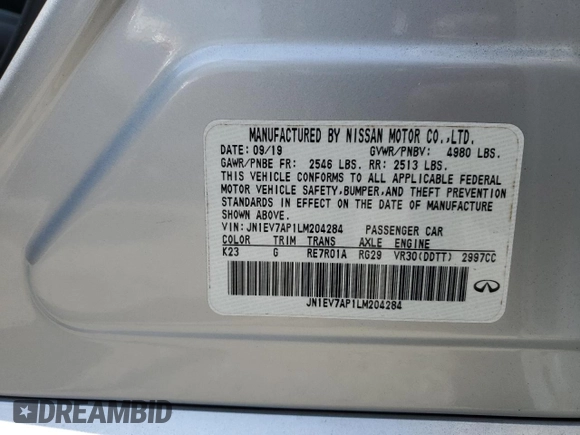 MANUFACTURED BY NISSAN MOTOR CO.,LTD.
DATE: 09/19 GVWR/PNBV: 4980 LBS.
GAWR/PNBE FR: 2546 LBS. RR: 2513 LBS.
THIS VEHICLE CONFORMS TO ALL APPLICABLE FEDERAL
MOTOR VEHICLE SAFETY,BUMPER,AND THEFT PREVENTION
STANDARDS IN EFFECT ON THE DATE OF MANUFACTURE
SHOWN ABOVE.
VIN: JN1EV7AP1LM204284 PASSENGER CAR
COLOR TRIM TRANS AXLE ENGINE
K23 G RE7R01A RG29 VR30(DDTT) 2997CC
JN1EV7AP1LM204284
DREAMBID